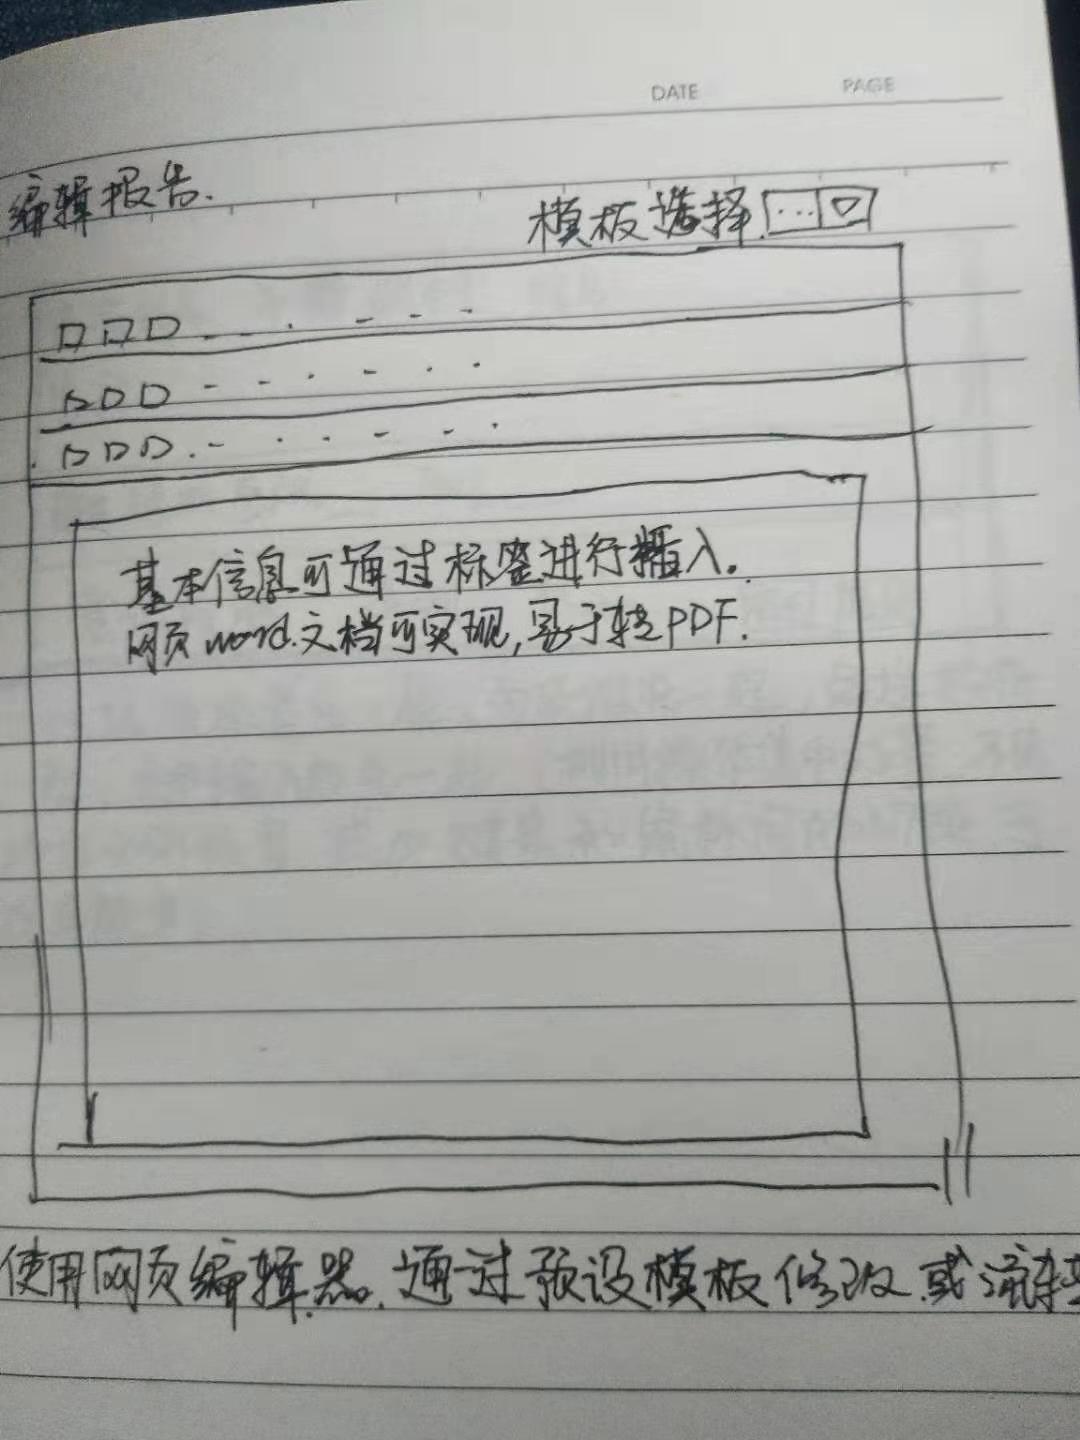 DATE PAGE
编辑报告.
模板选择 ...
基本信息可通过标签进行插入.
网页word.文档可实现,易于转PDF.
使用网页编辑器.通过预设模板修改.或流转